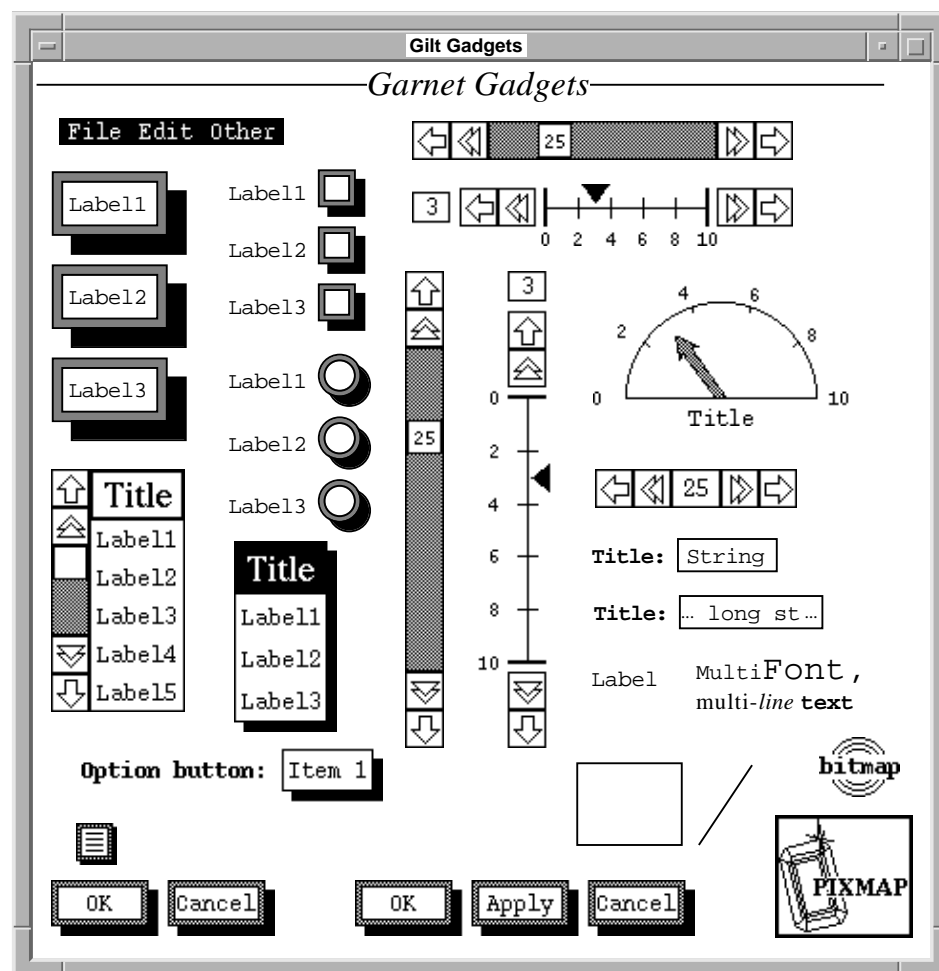 Gilt Gadgets
Garnet Gadgets
File Edit Other
25
Label1
Label2
Label3
Label1
Label2
Label3
Label1
Label2
Label3
3
0 2 4 6 8 10
25
3
0
2
4
6
8
10
0 2 4 6 8 10
Title
25
Title
Label1
Label2
Label3
Label4
Label5
Title
Label1
Label2
Label3
Title: String
Title: … long st…
Label
MultiFont,
multi-line text
Option button: Item 1
bitmap
PIXMAP
OK Cancel
OK Apply Cancel